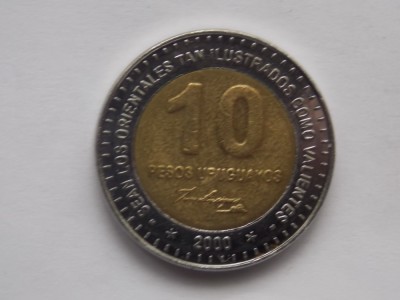 SEAN LOS ORIENTALES TAN ILUSTRADOS COMO VALIENTES
10
PESOS URUGUAYOS
2000